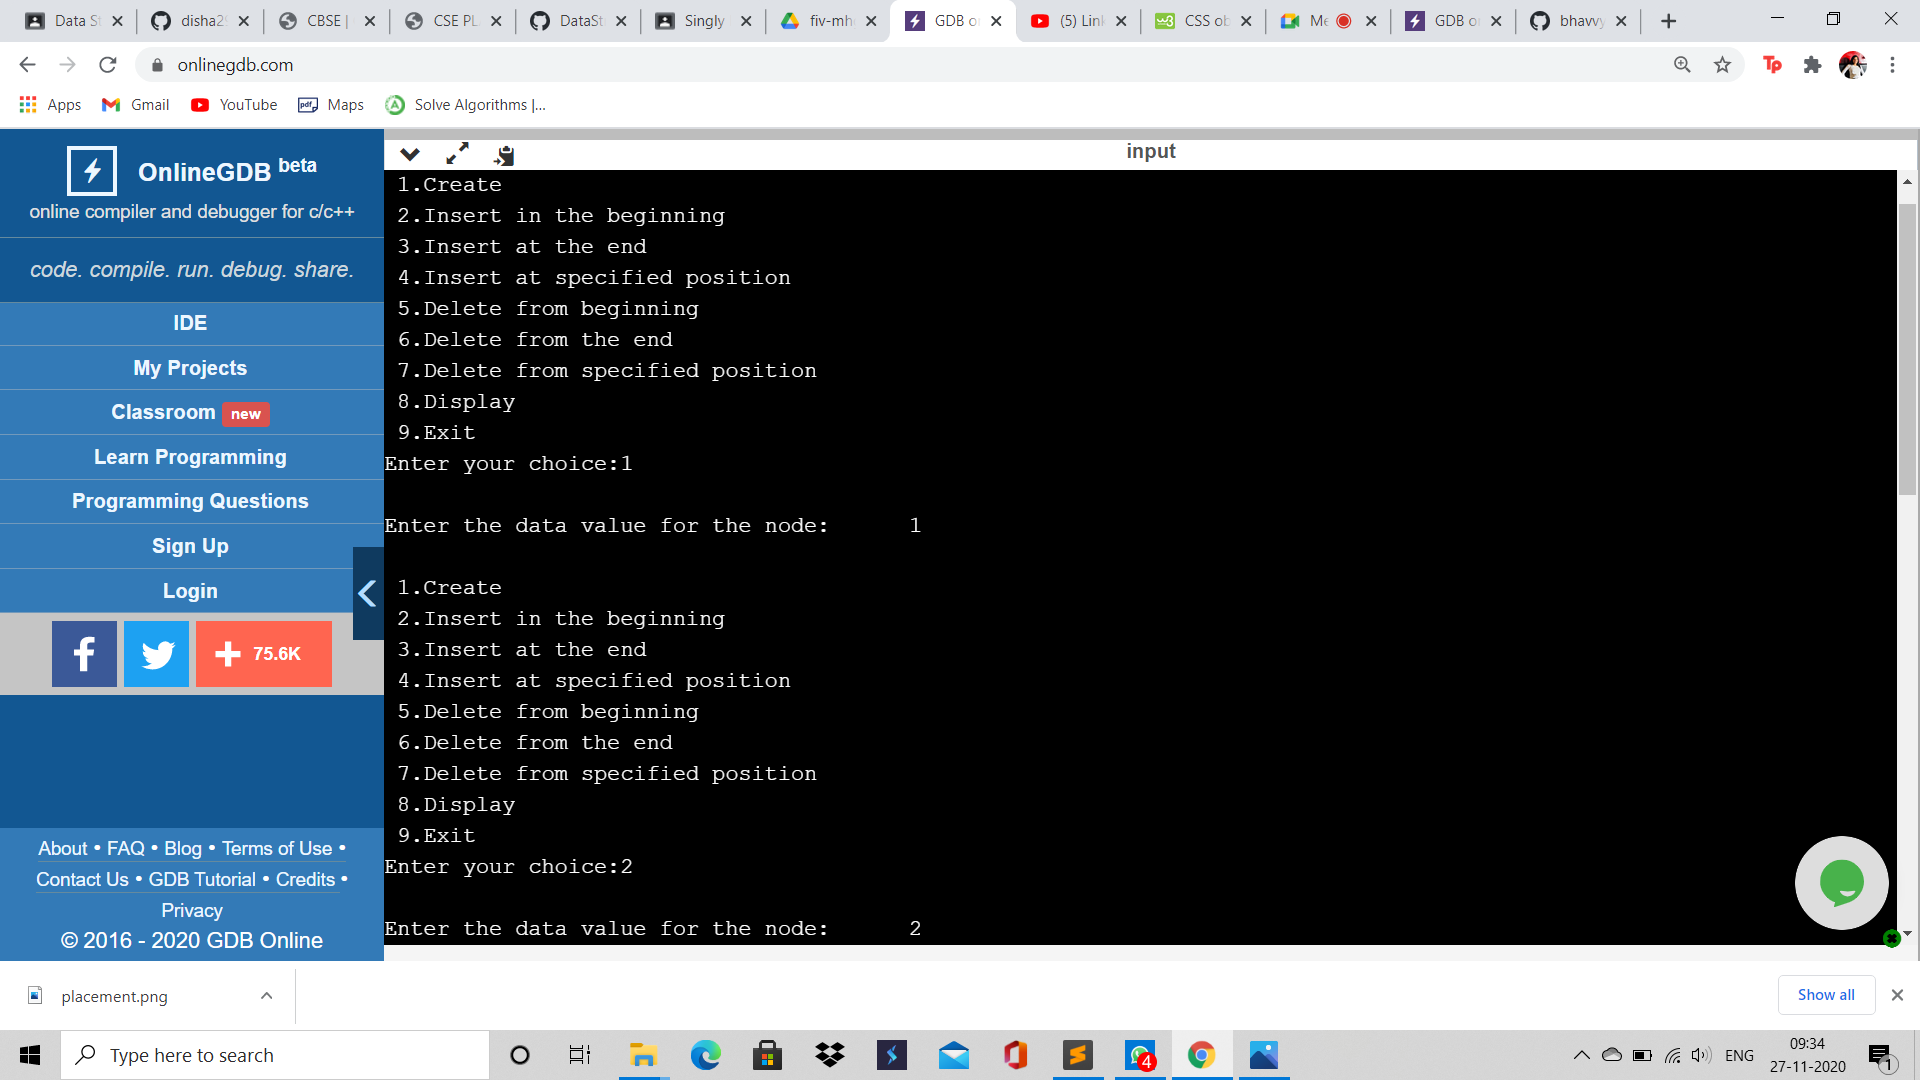 Data St
disha29
CBSE |
CSE PL
DataSt
Singly
fiv-mhe
GDB on
(5) Link
CSS ob
Me
GDB o
bhavvy
onlinegdb.com
Apps
Gmail
YouTube
Maps
Solve Algorithms |...
OnlineGDB beta
online compiler and debugger for c/c++
code. compile. run. debug. share.
IDE
My Projects
Classroom new
Learn Programming
Programming Questions
Sign Up
Login
75.6K
About • FAQ • Blog • Terms of Use •
Contact Us • GDB Tutorial • Credits •
Privacy
© 2016 - 2020 GDB Online
input
1.Create
2.Insert in the beginning
3.Insert at the end
4.Insert at specified position
5.Delete from beginning
6.Delete from the end
7.Delete from specified position
8.Display
9.Exit
Enter your choice:1
Enter the data value for the node: 1
1.Create
2.Insert in the beginning
3.Insert at the end
4.Insert at specified position
5.Delete from beginning
6.Delete from the end
7.Delete from specified position
8.Display
9.Exit
Enter your choice:2
Enter the data value for the node: 2
placement.png
Show all
Type here to search
4
ENG
09:34
27-11-2020
1